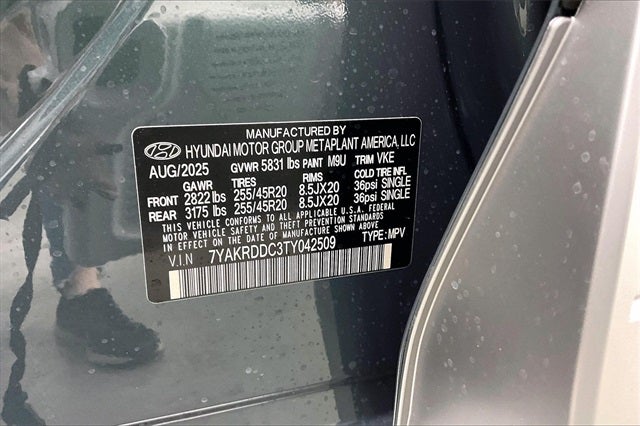 MANUFACTURED BY
HYUNDAI MOTOR GROUP METAPLANT AMERICA, LLC
AUG/2025 GVWR 5831 lbs PAINT M9U TRIM VKE
GAWR TIRES RIMS COLD TIRE INFL
FRONT 2822 lbs 255/45R20 8.5JX20 36psi SINGLE
REAR 3175 lbs 255/45R20 8.5JX20 36psi SINGLE
THIS VEHICLE CONFORMS TO ALL APPLICABLE U.S.A. FEDERAL
MOTOR VEHICLE SAFETY AND THEFT PREVENTION STANDARDS
IN EFFECT ON THE DATE OF MANUFACTURE SHOWN ABOVE.
V.I.N 7YAKRDDC3TY042509 TYPE: MPV